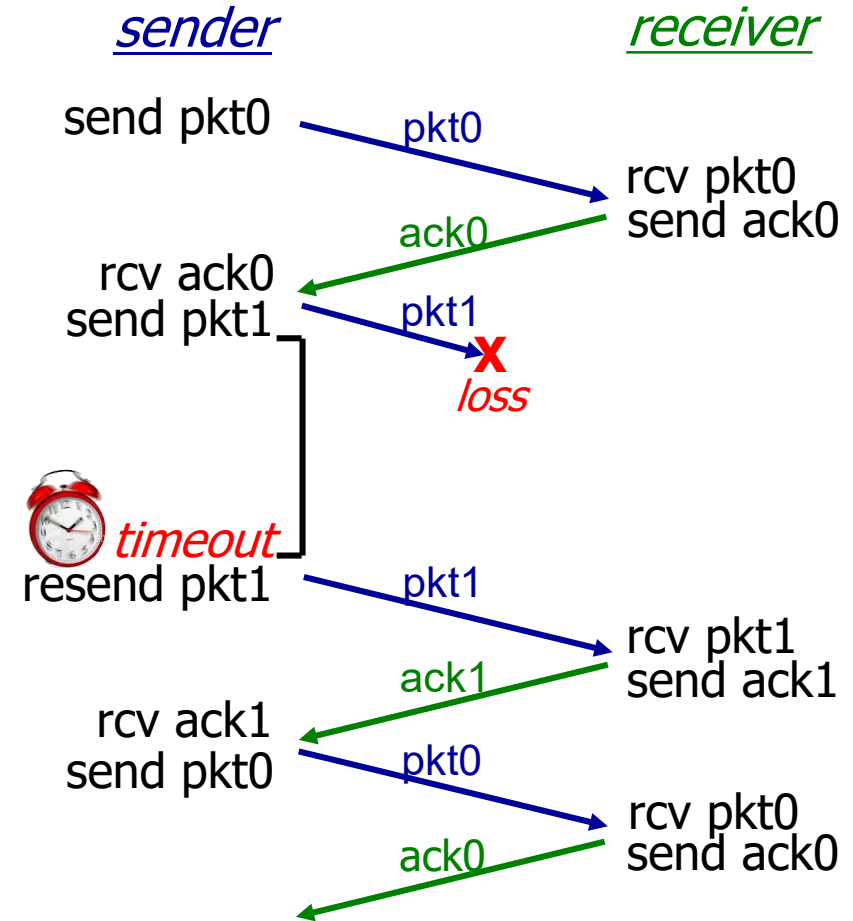 sender
receiver
send pkt0
pkt0
rcv pkt0
send ack0
ack0
rcv ack0
send pkt1
pkt1
X
loss
timeout
resend pkt1
pkt1
rcv pkt1
send ack1
ack1
rcv ack1
send pkt0
pkt0
rcv pkt0
send ack0
ack0